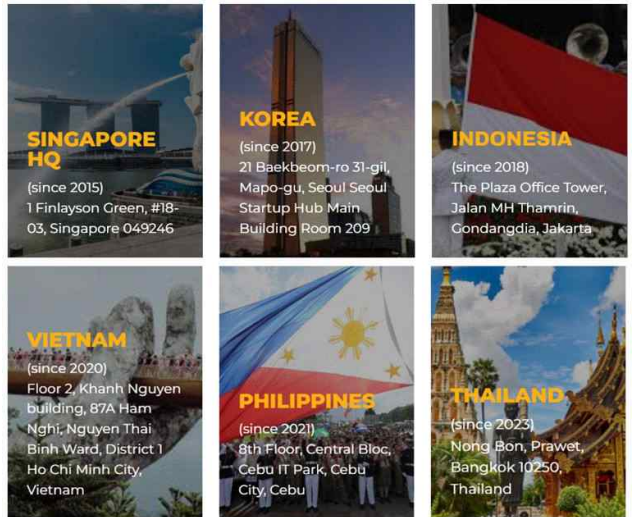 SINGAPORE
HQ
(since 2015)
1 Finlayson Green, #18-
03, Singapore 049246
KOREA
(since 2017)
21 Baekbeom-ro 31-gil,
Mapo-gu, Seoul Seoul
Startup Hub Main
Building Room 209
INDONESIA
(since 2018)
The Plaza Office Tower,
Jalan MH Thamrin,
Gondangdia, Jakarta
VIETNAM
(since 2020)
Floor 2, Khanh Nguyen
building, 87A Ham
Nghi, Nguyen Thai
Binh Ward, District 1
Ho Chi Minh City,
Vietnam
PHILIPPINES
(since 2021)
8th Floor, Central Bloc,
Cebu IT Park, Cebu
City, Cebu
THAILAND
(since 2023)
Nong Bon, Prawet,
Bangkok 10250,
Thailand